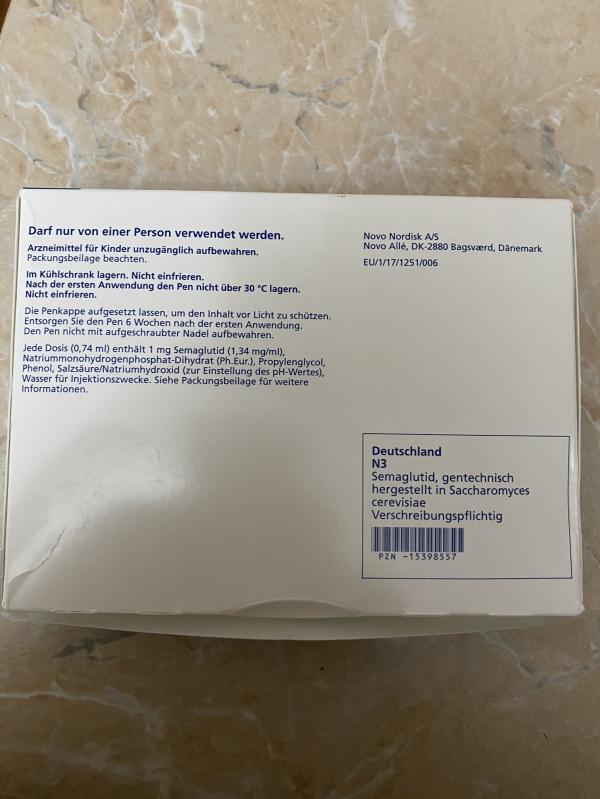 Darf nur von einer Person verwendet werden.
Arzneimittel für Kinder unzugänglich aufbewahren.
Packungsbeilage beachten.
Im Kühlschrank lagern. Nicht einfrieren.
Nach der ersten Anwendung den Pen nicht über 30 °C lagern.
Nicht einfrieren.
Die Penkappe aufgesetzt lassen, um den Inhalt vor Licht zu schützen.
Entsorgen Sie den Pen 6 Wochen nach der ersten Anwendung.
Den Pen nicht mit aufgeschraubter Nadel aufbewahren.
Jede Dosis (0,74 ml) enthält 1 mg Semaglutid (1,34 mg/ml),
Natriummonohydrogenphosphat-Dihydrat (Ph.Eur.), Propylenglycol,
Phenol, Salzsäure/Natriumhydroxid (zur Einstellung des pH-Wertes),
Wasser für Injektionszwecke. Siehe Packungsbeilage für weitere
Informationen.
Novo Nordisk A/S
Novo Allé, DK-2880 Bagsværd, Dänemark
EU/1/17/1251/006
Deutschland
N3
Semaglutid, gentechnisch
hergestellt in Saccharomyces
cerevisiae
Verschreibungspflichtig
PZN -15398557